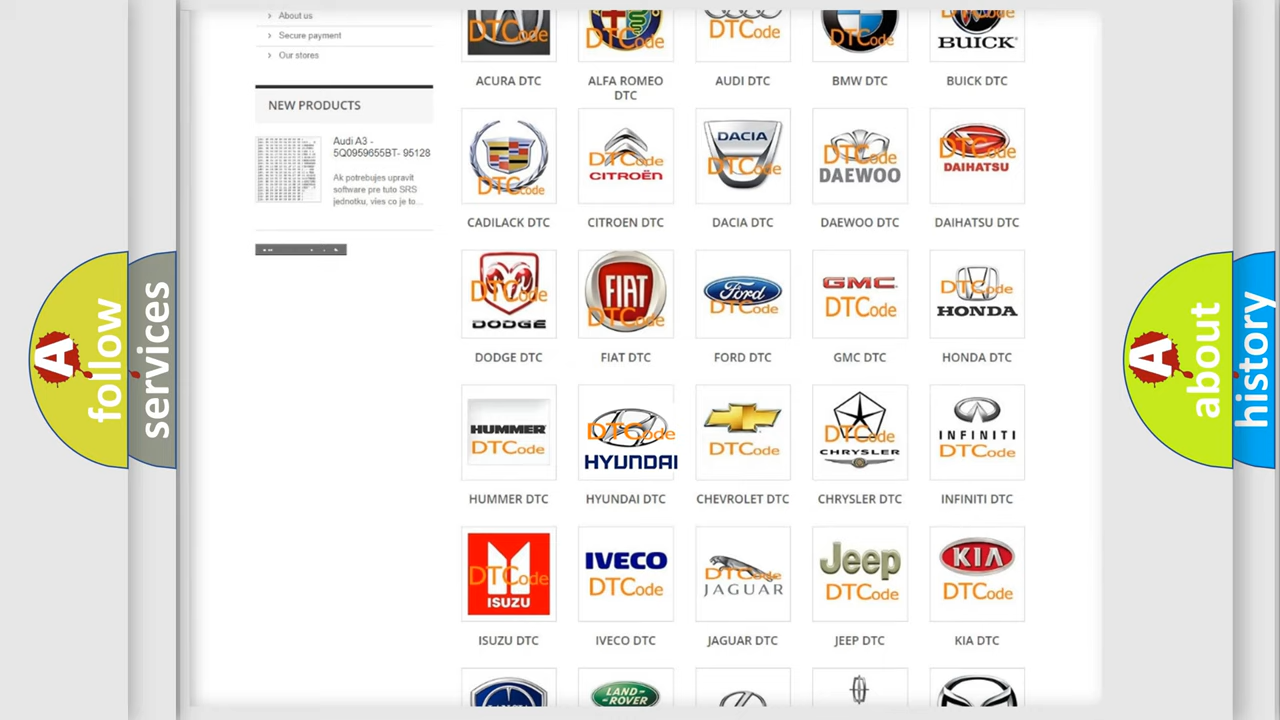 About us
Secure payment
Our stores
NEW PRODUCTS
Audi A3 -
5Q0959655BT- 95128
Ak potrebujes upravit
software pre tuto SRS
jednotku, vies co je to...
DTCode
DTCode
DTCode
DTCode
BUICK
ACURA DTC
ALFA ROMEO
DTC
AUDI DTC
BMW DTC
BUICK DTC
DTCode
DTCode
CITROËN
DACIA
DTCode
DTCode
DAEWOO
DTCode
DAIHATSU
CADILACK DTC
CITROEN DTC
DACIA DTC
DAEWOO DTC
DAIHATSU DTC
DTCode
DODGE
FIAT
DTCode
Ford
DTCode
GMC
DTCode
DTCode
HONDA
DODGE DTC
FIAT DTC
FORD DTC
GMC DTC
HONDA DTC
HUMMER
DTCode
DTCode
HYUNDAI
DTCode
DTCode
CHRYSLER
INFINITI
DTCode
HUMMER DTC
HYUNDAI DTC
CHEVROLET DTC
CHRYSLER DTC
INFINITI DTC
DTCode
ISUZU
IVECO
DTCode
DTCode
JAGUAR
Jeep
DTCode
KIA
DTCode
ISUZU DTC
IVECO DTC
JAGUAR DTC
JEEP DTC
KIA DTC
LAND-
ROVER
A
follow
services
A
about
history